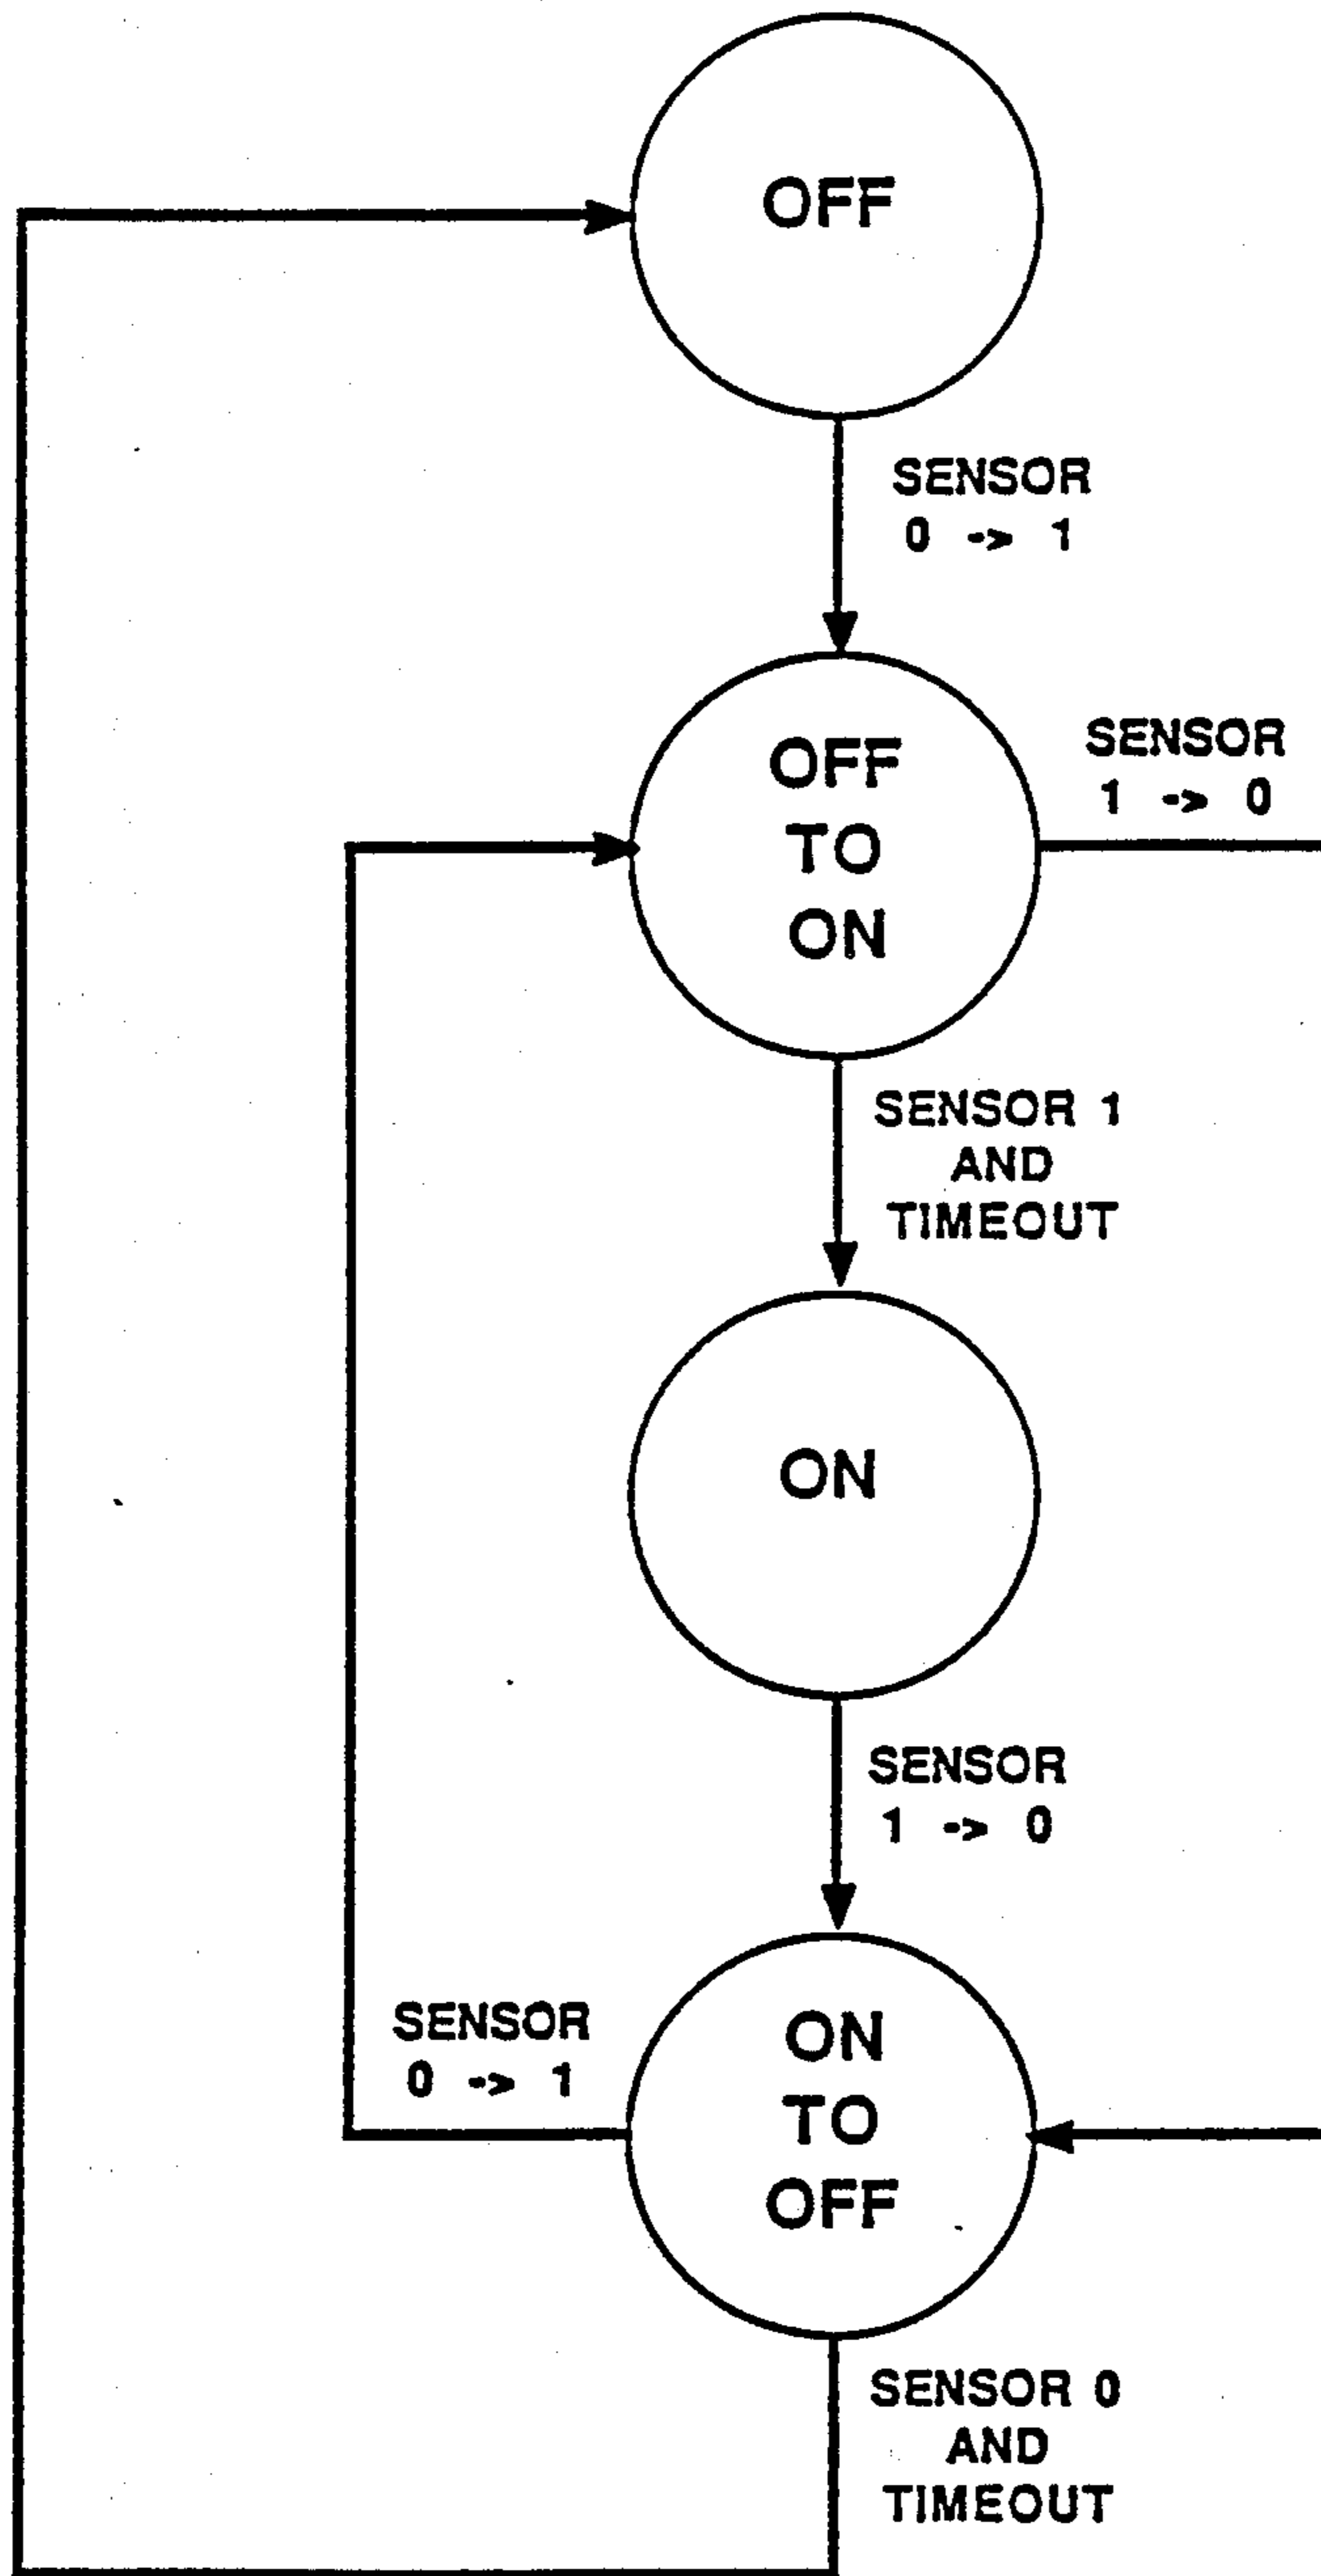 OFF
SENSOR
0 -> 1
OFF
TO
ON
SENSOR
1 -> 0
SENSOR 1
AND
TIMEOUT
ON
SENSOR
1 -> 0
SENSOR
0 -> 1
ON
TO
OFF
SENSOR 0
AND
TIMEOUT